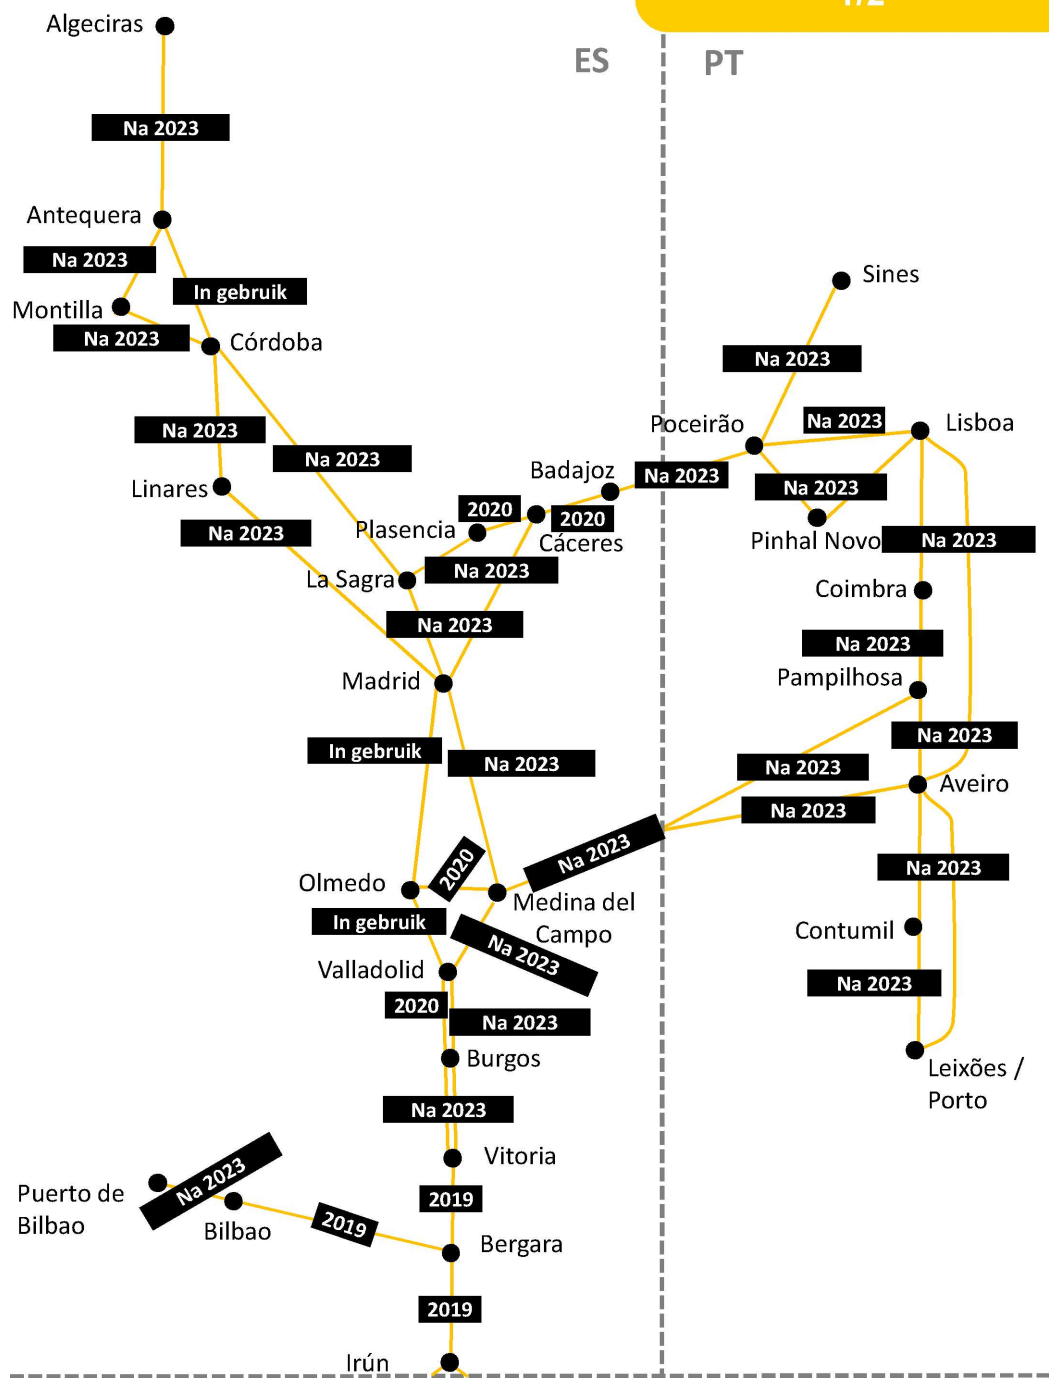 Algeciras
ES
PT
Na 2023
Antequera
Na 2023
In gebruik
Montilla
Na 2023
Córdoba
Sines
Na 2023
Na 2023
Na 2023
Linares
Na 2023
Poceirão
Na 2023
Lisboa
Badajoz
Na 2023
Na 2023
2020
Plasencia
2020
Cáceres
Pinhal Novo
Na 2023
La Sagra
Na 2023
Coimbra
Na 2023
Na 2023
Madrid
Pampilhosa
In gebruik
Na 2023
Na 2023
Na 2023
Aveiro
Na 2023
Na 2023
2020
Olmedo
Medina del
Campo
Na 2023
In gebruik
Na 2023
Contumil
Valladolid
Na 2023
2020
Na 2023
Burgos
Leixões /
Porto
Na 2023
Vitoria
Na 2023
Puerto de
Bilbao
2019
Bilbao
2019
Bergara
2019
Irún